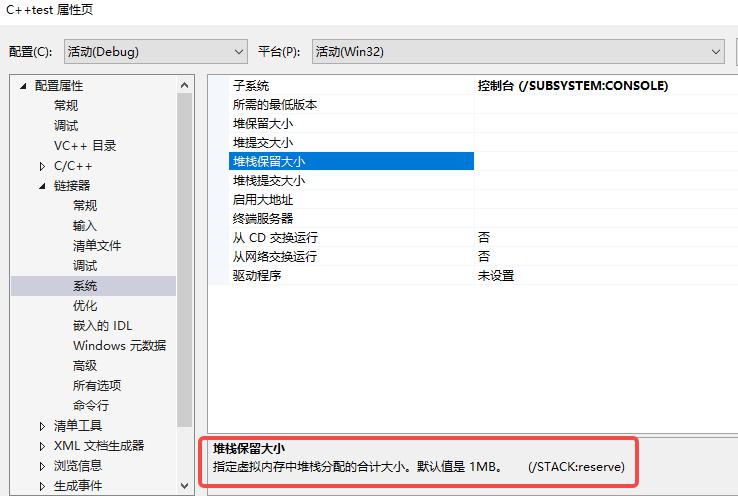 C++test 属性页
配置(C): 活动(Debug) 平台(P): 活动(Win32)
配置属性
常规
调试
VC++ 目录
C/C++
链接器
常规
输入
清单文件
调试
系统
优化
嵌入的 IDL
Windows 元数据
高级
所有选项
命令行
清单工具
XML 文档生成器
浏览信息
生成事件
子系统 控制台 (/SUBSYSTEM:CONSOLE)
所需的最低版本
堆保留大小
堆提交大小
堆栈保留大小
堆栈提交大小
启用大地址
终端服务器
从 CD 交换运行 否
从网络交换运行 否
驱动程序 未设置
堆栈保留大小
指定虚拟内存中堆栈分配的合计大小。默认值是 1MB。 (/STACK:reserve)